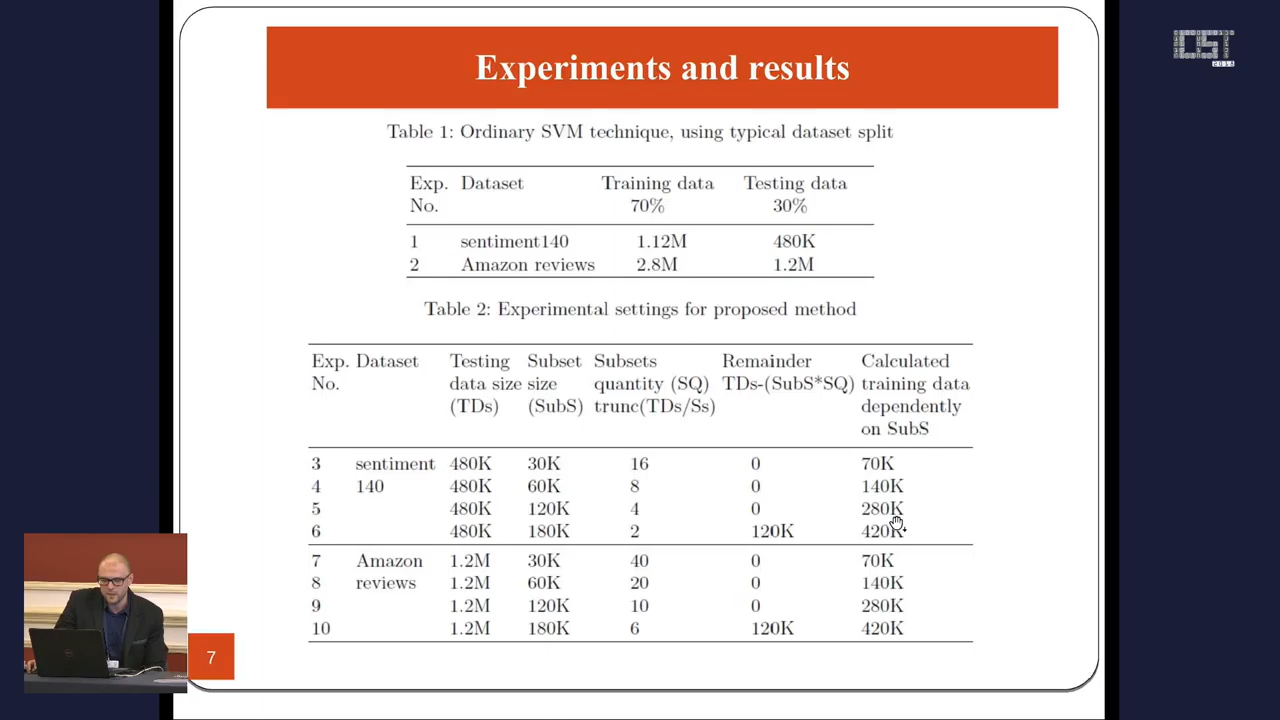 Experiments and results
Table 1: Ordinary SVM technique, using typical dataset split
Exp. Dataset Training data Testing data
No. 70% 30%
1 sentiment140 1.12M 480K
2 Amazon reviews 2.8M 1.2M
Table 2: Experimental settings for proposed method
Exp. Dataset Testing Subset Subsets Remainder Calculated
No. data size size quantity (SQ) TDs-(SubS*SQ) training data
(TDs) (SubS) trunc(TDs/Ss) dependently
on SubS
3 sentiment 480K 30K 16 0 70K
4 140 480K 60K 8 0 140K
5 480K 120K 4 0 280K
6 480K 180K 2 120K 420K
7 Amazon 1.2M 30K 40 0 70K
8 reviews 1.2M 60K 20 0 140K
9 1.2M 120K 10 0 280K
10 1.2M 180K 6 120K 420K
7